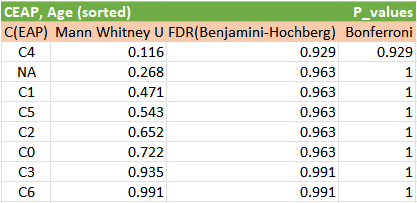 CEAP, Age (sorted) P_values
C(EAP) Mann Whitney U FDR(Benjamini-Hochberg) Bonferroni
C4 0.116 0.929 0.929
NA 0.268 0.963 1
C1 0.471 0.963 1
C5 0.543 0.963 1
C2 0.652 0.963 1
C0 0.722 0.963 1
C3 0.935 0.991 1
C6 0.991 0.991 1